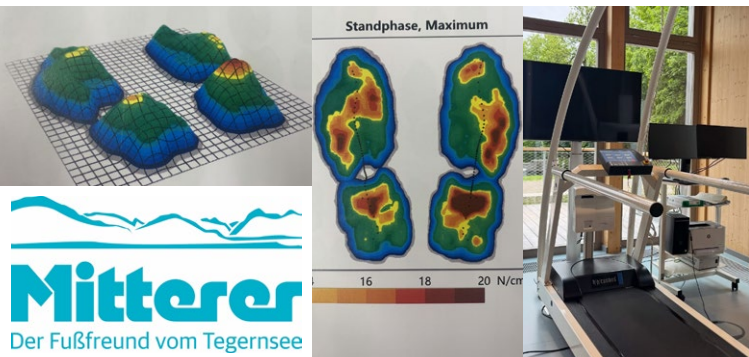 Standphase, Maximum
16 18 20 N/cm
Mitterer
Der Fußfreund vom Tegernsee